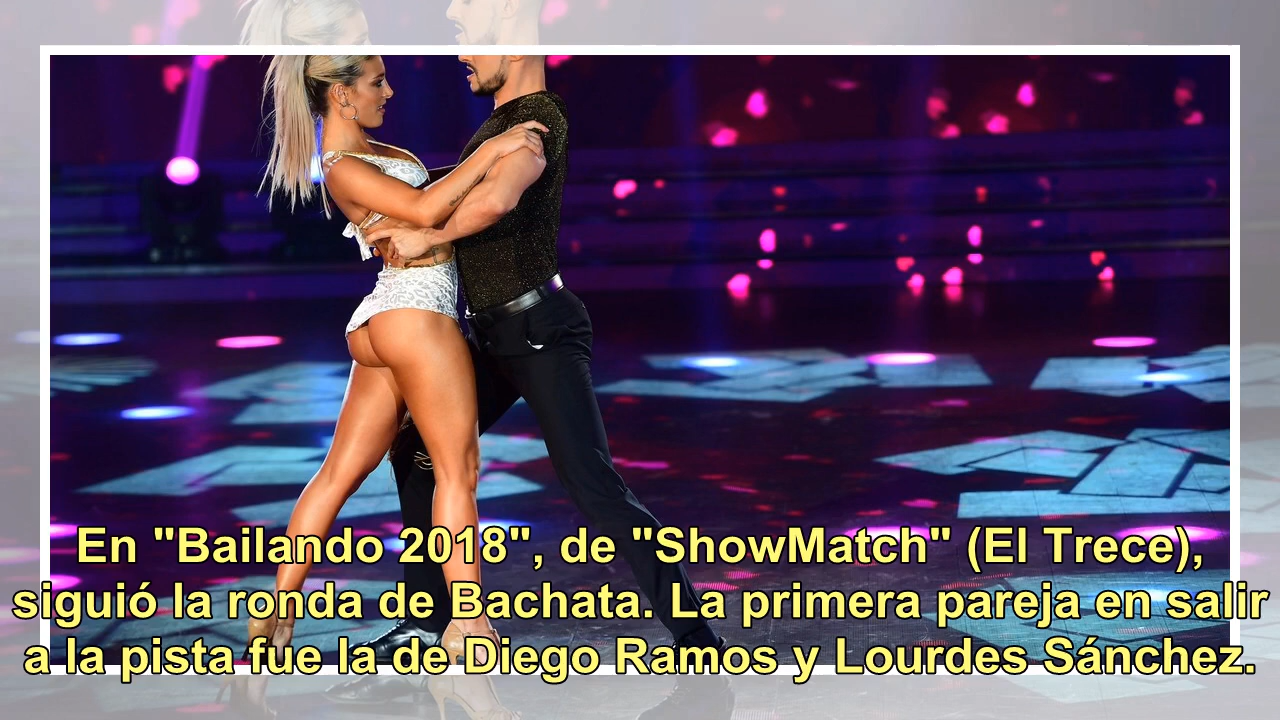 En "Bailando 2018", de "ShowMatch" (El Trece),
siguió la ronda de Bachata. La primera pareja en salir
a la pista fue la de Diego Ramos y Lourdes Sánchez.